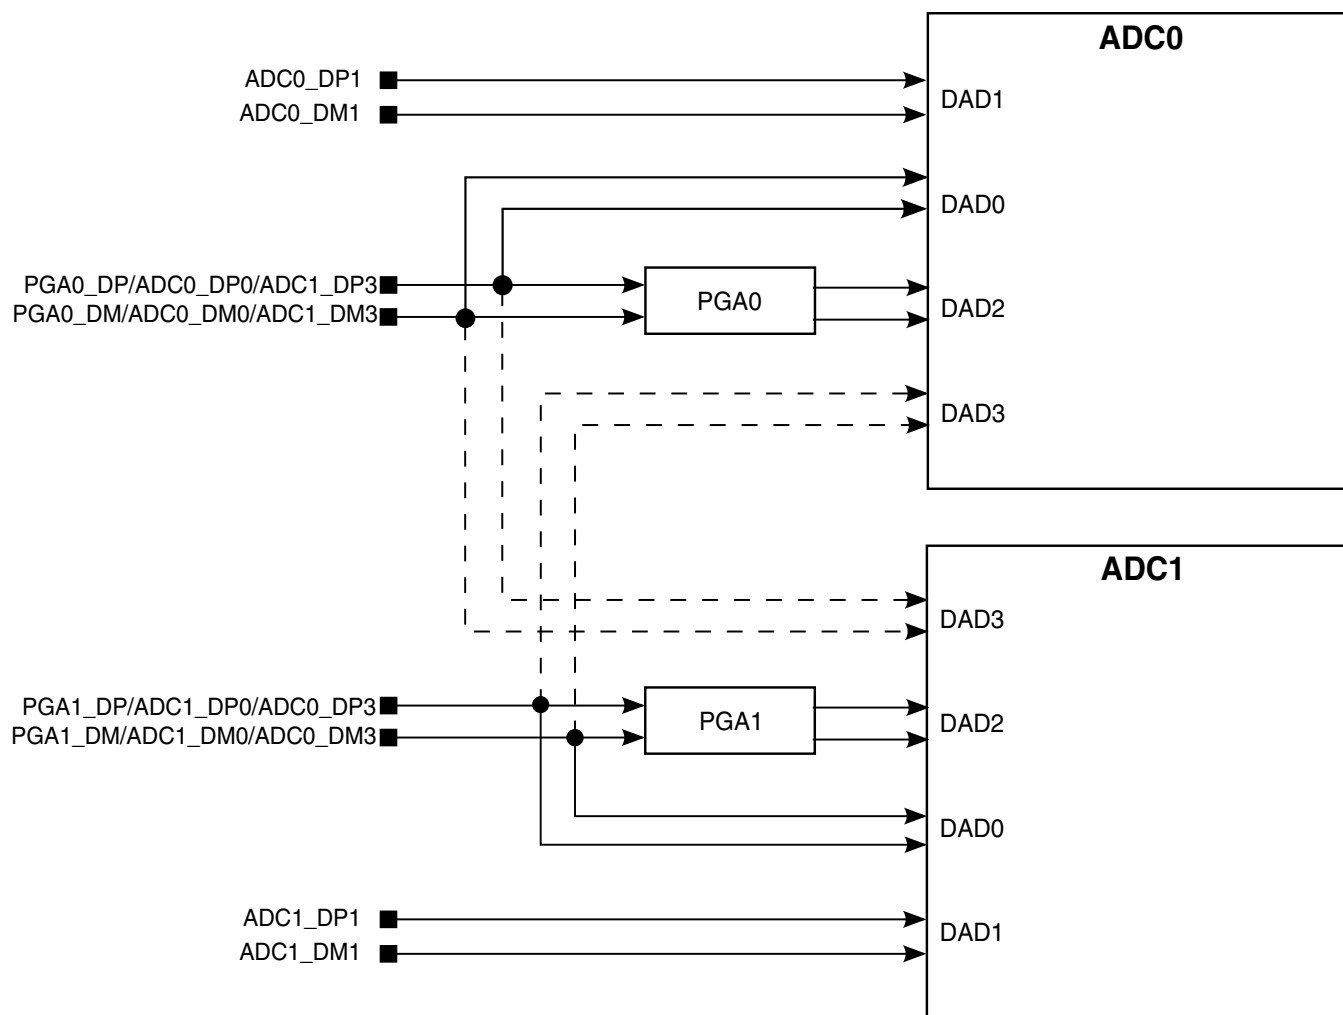 ADC0
ADC0_DP1
ADC0_DM1
DAD1
DAD0
PGA0_DP/ADC0_DP0/ADC1_DP3
PGA0_DM/ADC0_DM0/ADC1_DM3
PGA0
DAD2
DAD3
ADC1
DAD3
PGA1_DP/ADC1_DP0/ADC0_DP3
PGA1_DM/ADC1_DM0/ADC0_DM3
PGA1
DAD2
DAD0
ADC1_DP1
ADC1_DM1
DAD1